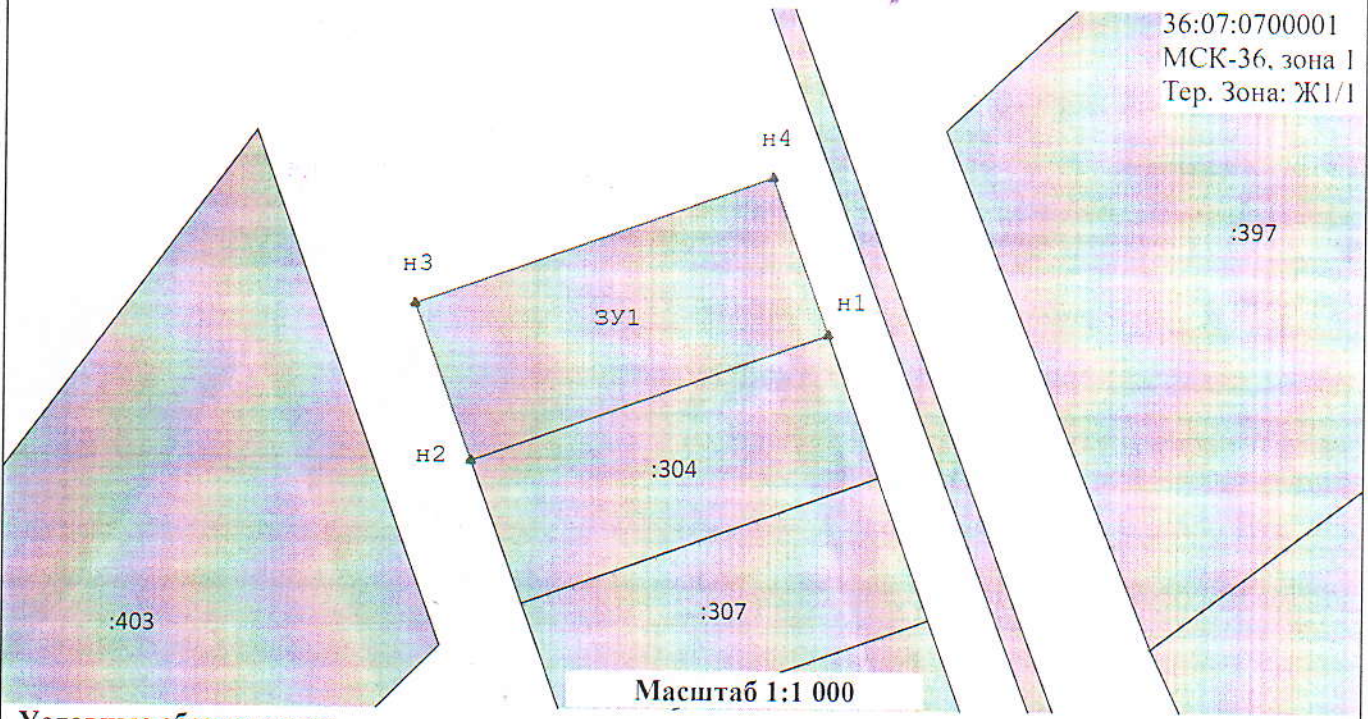 36:07:0700001
МСК-36, зона 1
Тер. Зона: Ж1/1
н4
:397
н3
н1
ЗУ1
н2
:304
:307
:403
Масштаб 1:1 000